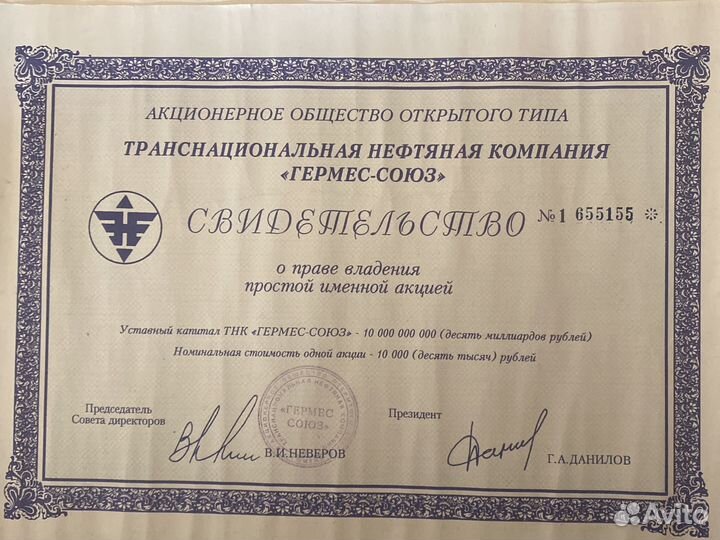 АКЦИОНЕРНОЕ ОБЩЕСТВО ОТКРЫТОГО ТИПА
ТРАНСНАЦИОНАЛЬНАЯ НЕФТЯНАЯ КОМПАНИЯ
«ГЕРМЕС-СОЮЗ»
СВИДЕТЕЛЬСТВО №1 655155 *
о праве владения
простой именной акцией
Уставный капитал ТНК «ГЕРМЕС-СОЮЗ» - 10 000 000 000 (десять миллиардов рублей)
Номинальная стоимость одной акции - 10 000 (десять тысяч) рублей
Председатель
Совета директоров
В.И.НЕВЕРОВ
«ГЕРМЕС
СОЮЗ»
Президент
Г.А.ДАНИЛОВ
Avito